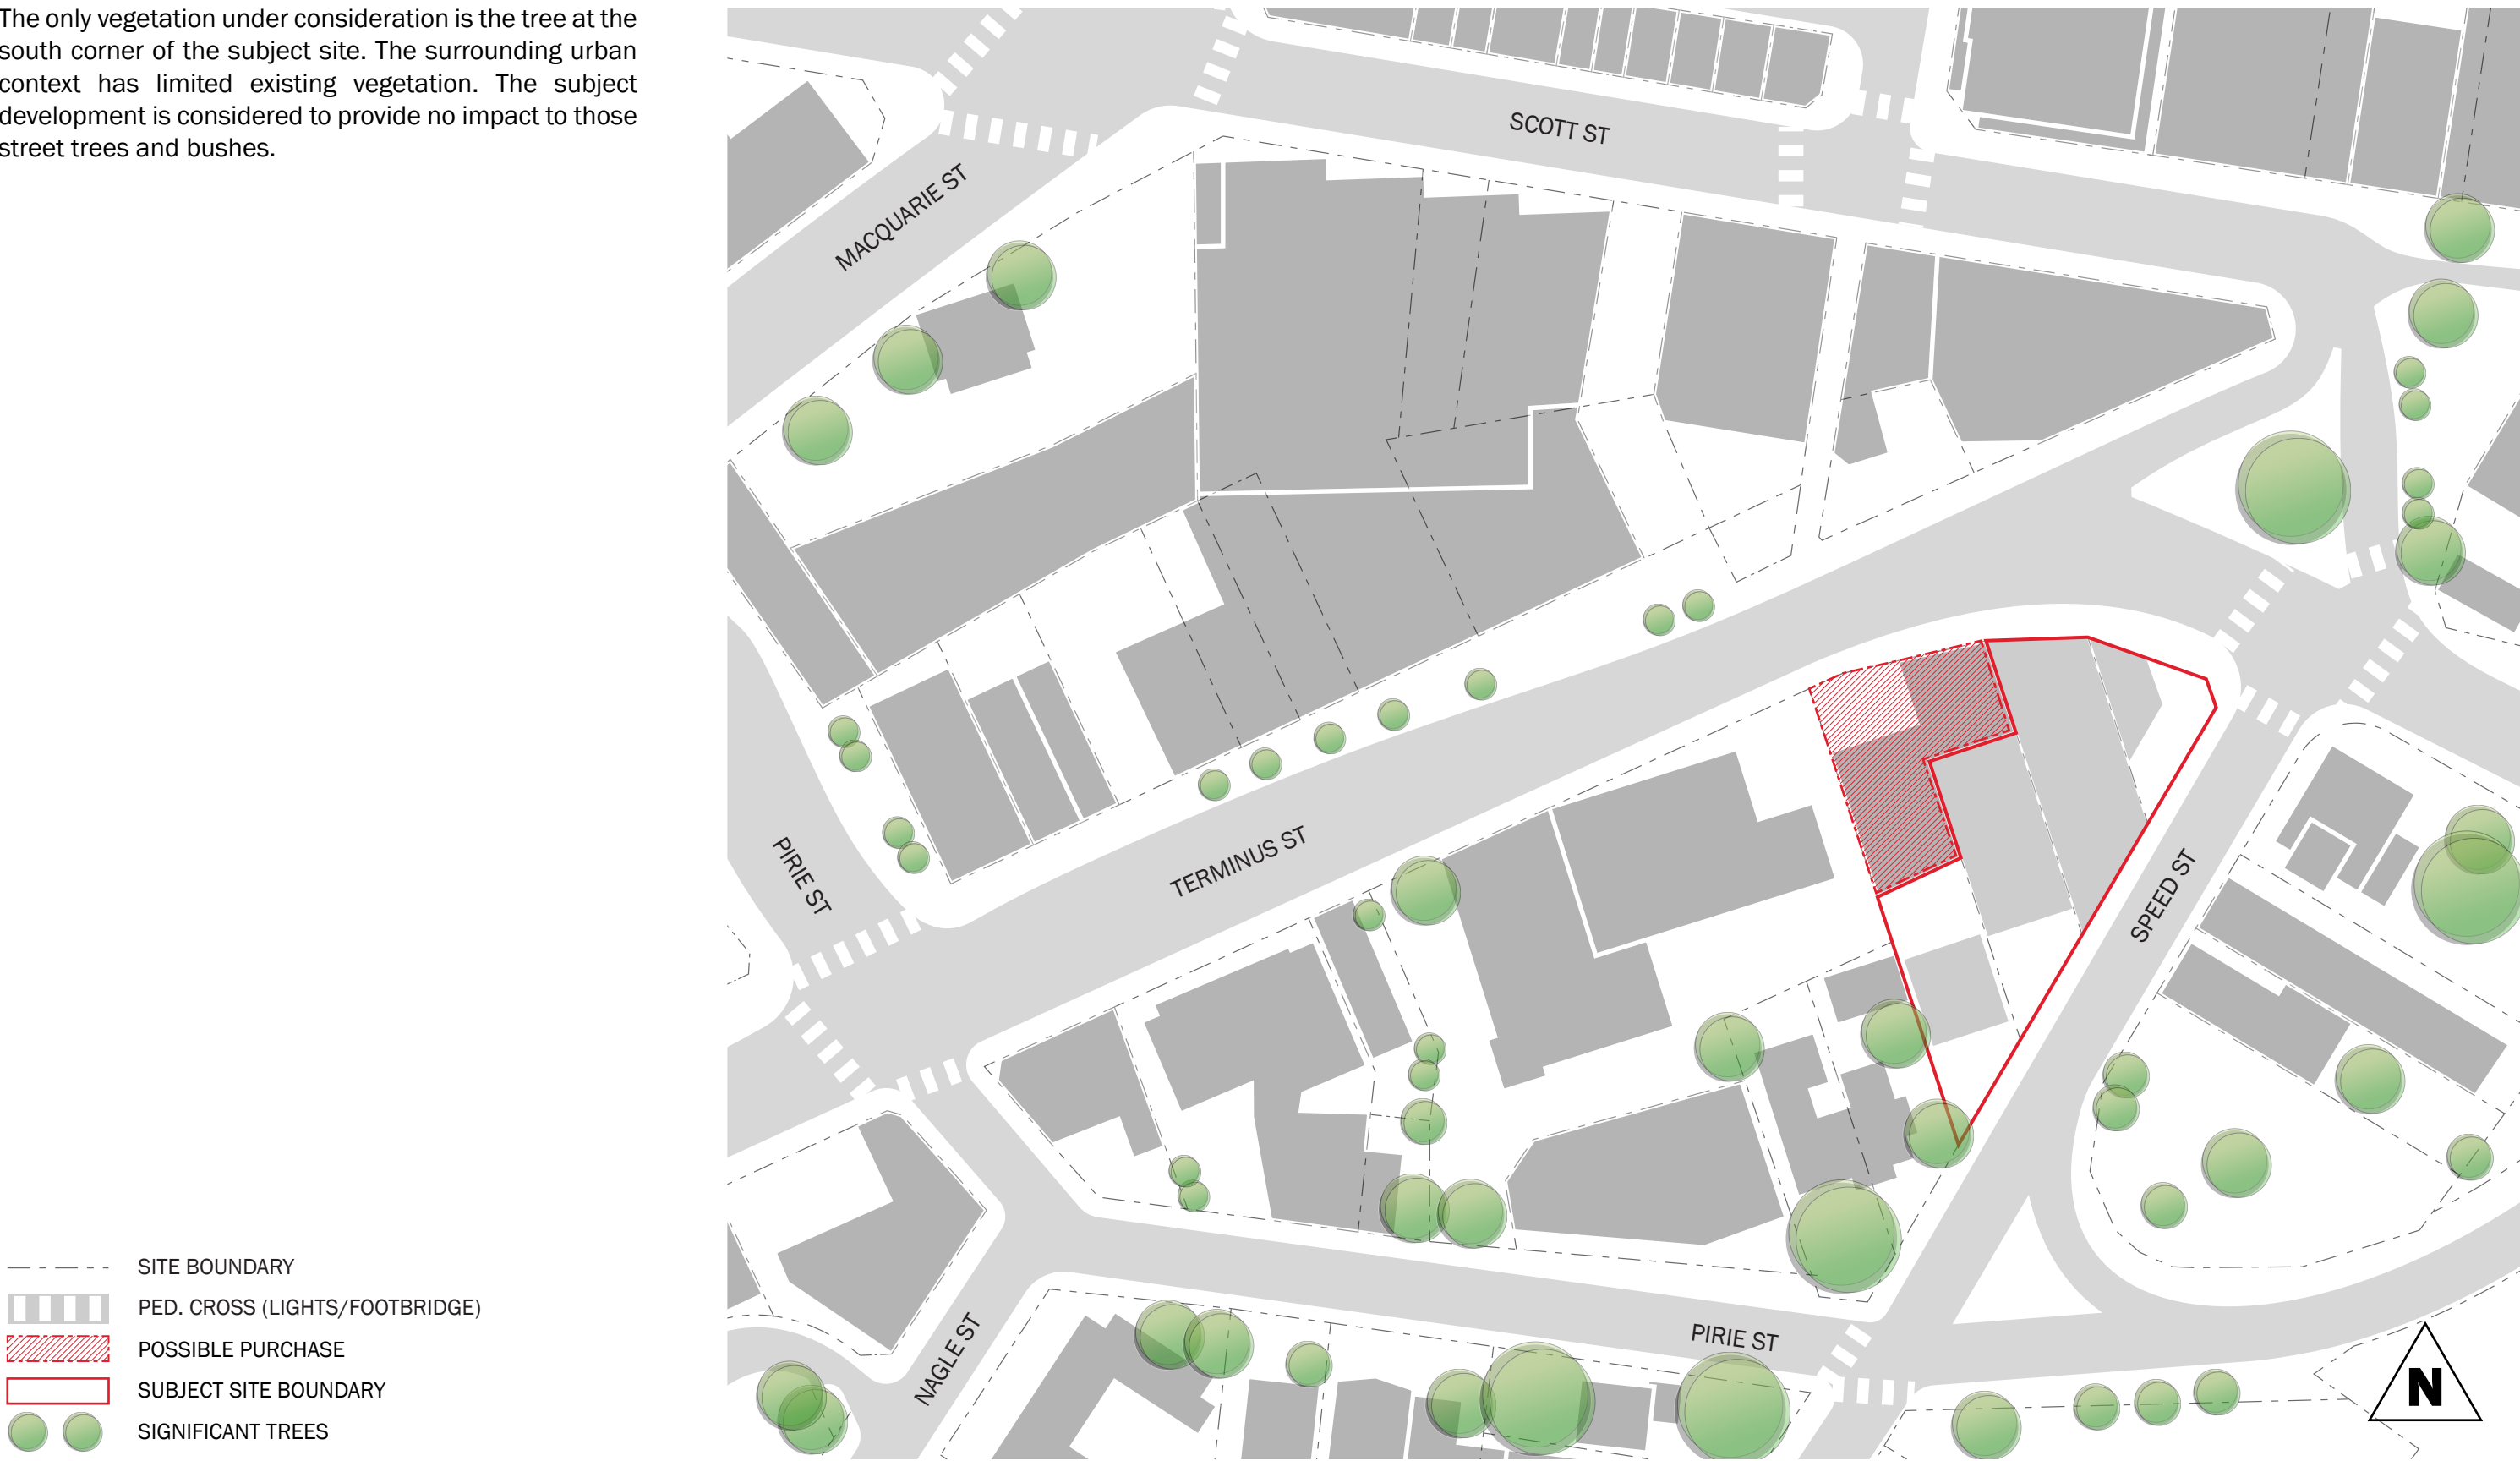 The only vegetation under consideration is the tree at the
south corner of the subject site. The surrounding urban
context has limited existing vegetation. The subject
development is considered to provide no impact to those
street trees and bushes.
SCOTT ST
MACQUARIE ST
TERMINUS ST
PIRIE ST
SPEED ST
NAGLE ST
PIRIE ST
SITE BOUNDARY
PED. CROSS (LIGHTS/FOOTBRIDGE)
POSSIBLE PURCHASE
SUBJECT SITE BOUNDARY
SIGNIFICANT TREES
N